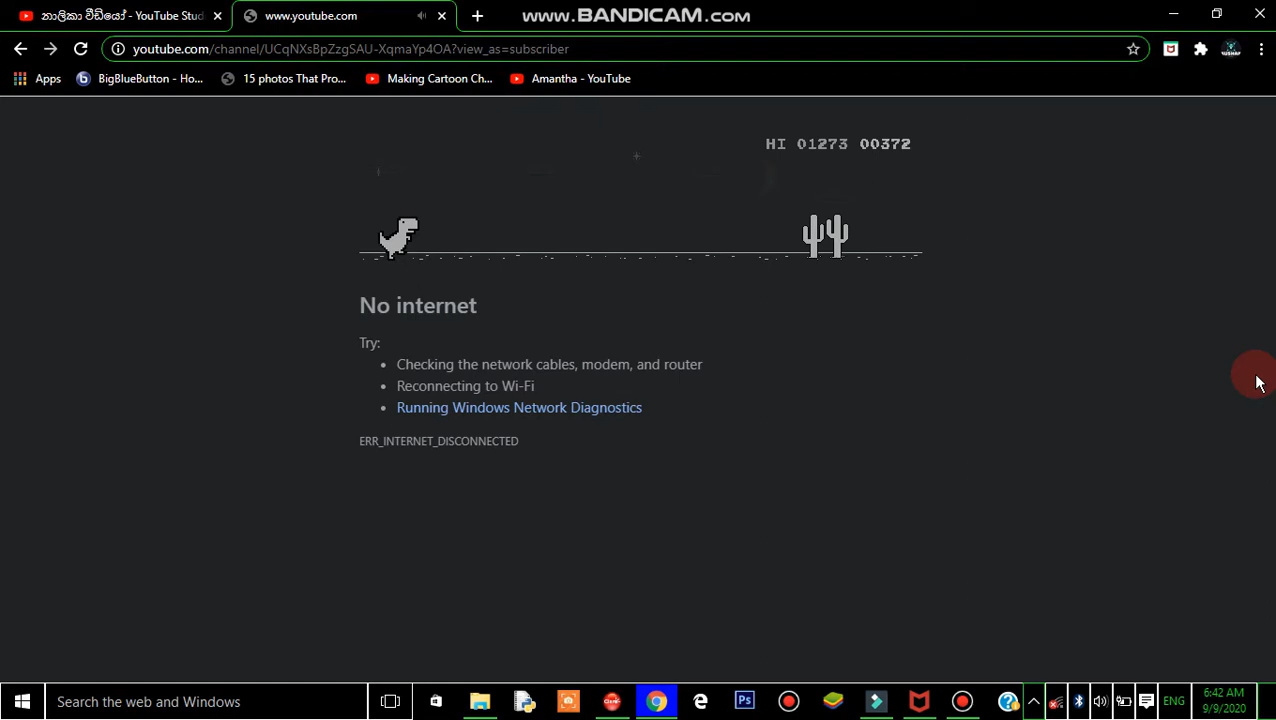 නාලිකා වීඩියෝ - YouTube Stud
www.youtube.com
www.BANDICAM.com
youtube.com/channel/UCqNXsBpZzgSAU-XqmaYp4OA?view_as=subscriber
Apps
BigBlueButton - Ho...
15 photos That Pro...
Making Cartoon Ch...
Amantha - YouTube
HI 01273 00372
No internet
Try:
Checking the network cables, modem, and router
Reconnecting to Wi-Fi
Running Windows Network Diagnostics
ERR_INTERNET_DISCONNECTED
Search the web and Windows
Ps
ENG
6:42 AM
9/9/2020